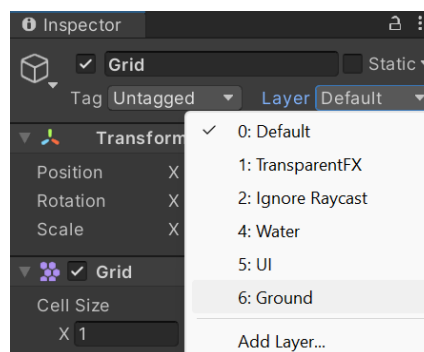 Inspector
Grid Static
Tag Untagged Layer Default
Transform
0: Default
Position X
1: TransparentFX
Rotation X
2: Ignore Raycast
Scale X
4: Water
5: UI
Grid
6: Ground
Cell Size
X 1
Add Layer...